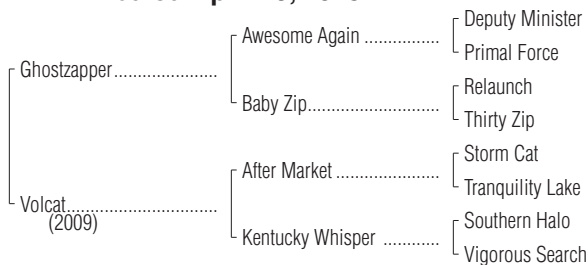 Deputy Minister
Awesome Again ................
Primal Force
Ghostzapper......................
Relaunch
Baby Zip............................
Thirty Zip
Storm Cat
After Market ......................
Tranquility Lake
Volcat................................
(2009)
Southern Halo
Kentucky Whisper ............
Vigorous Search